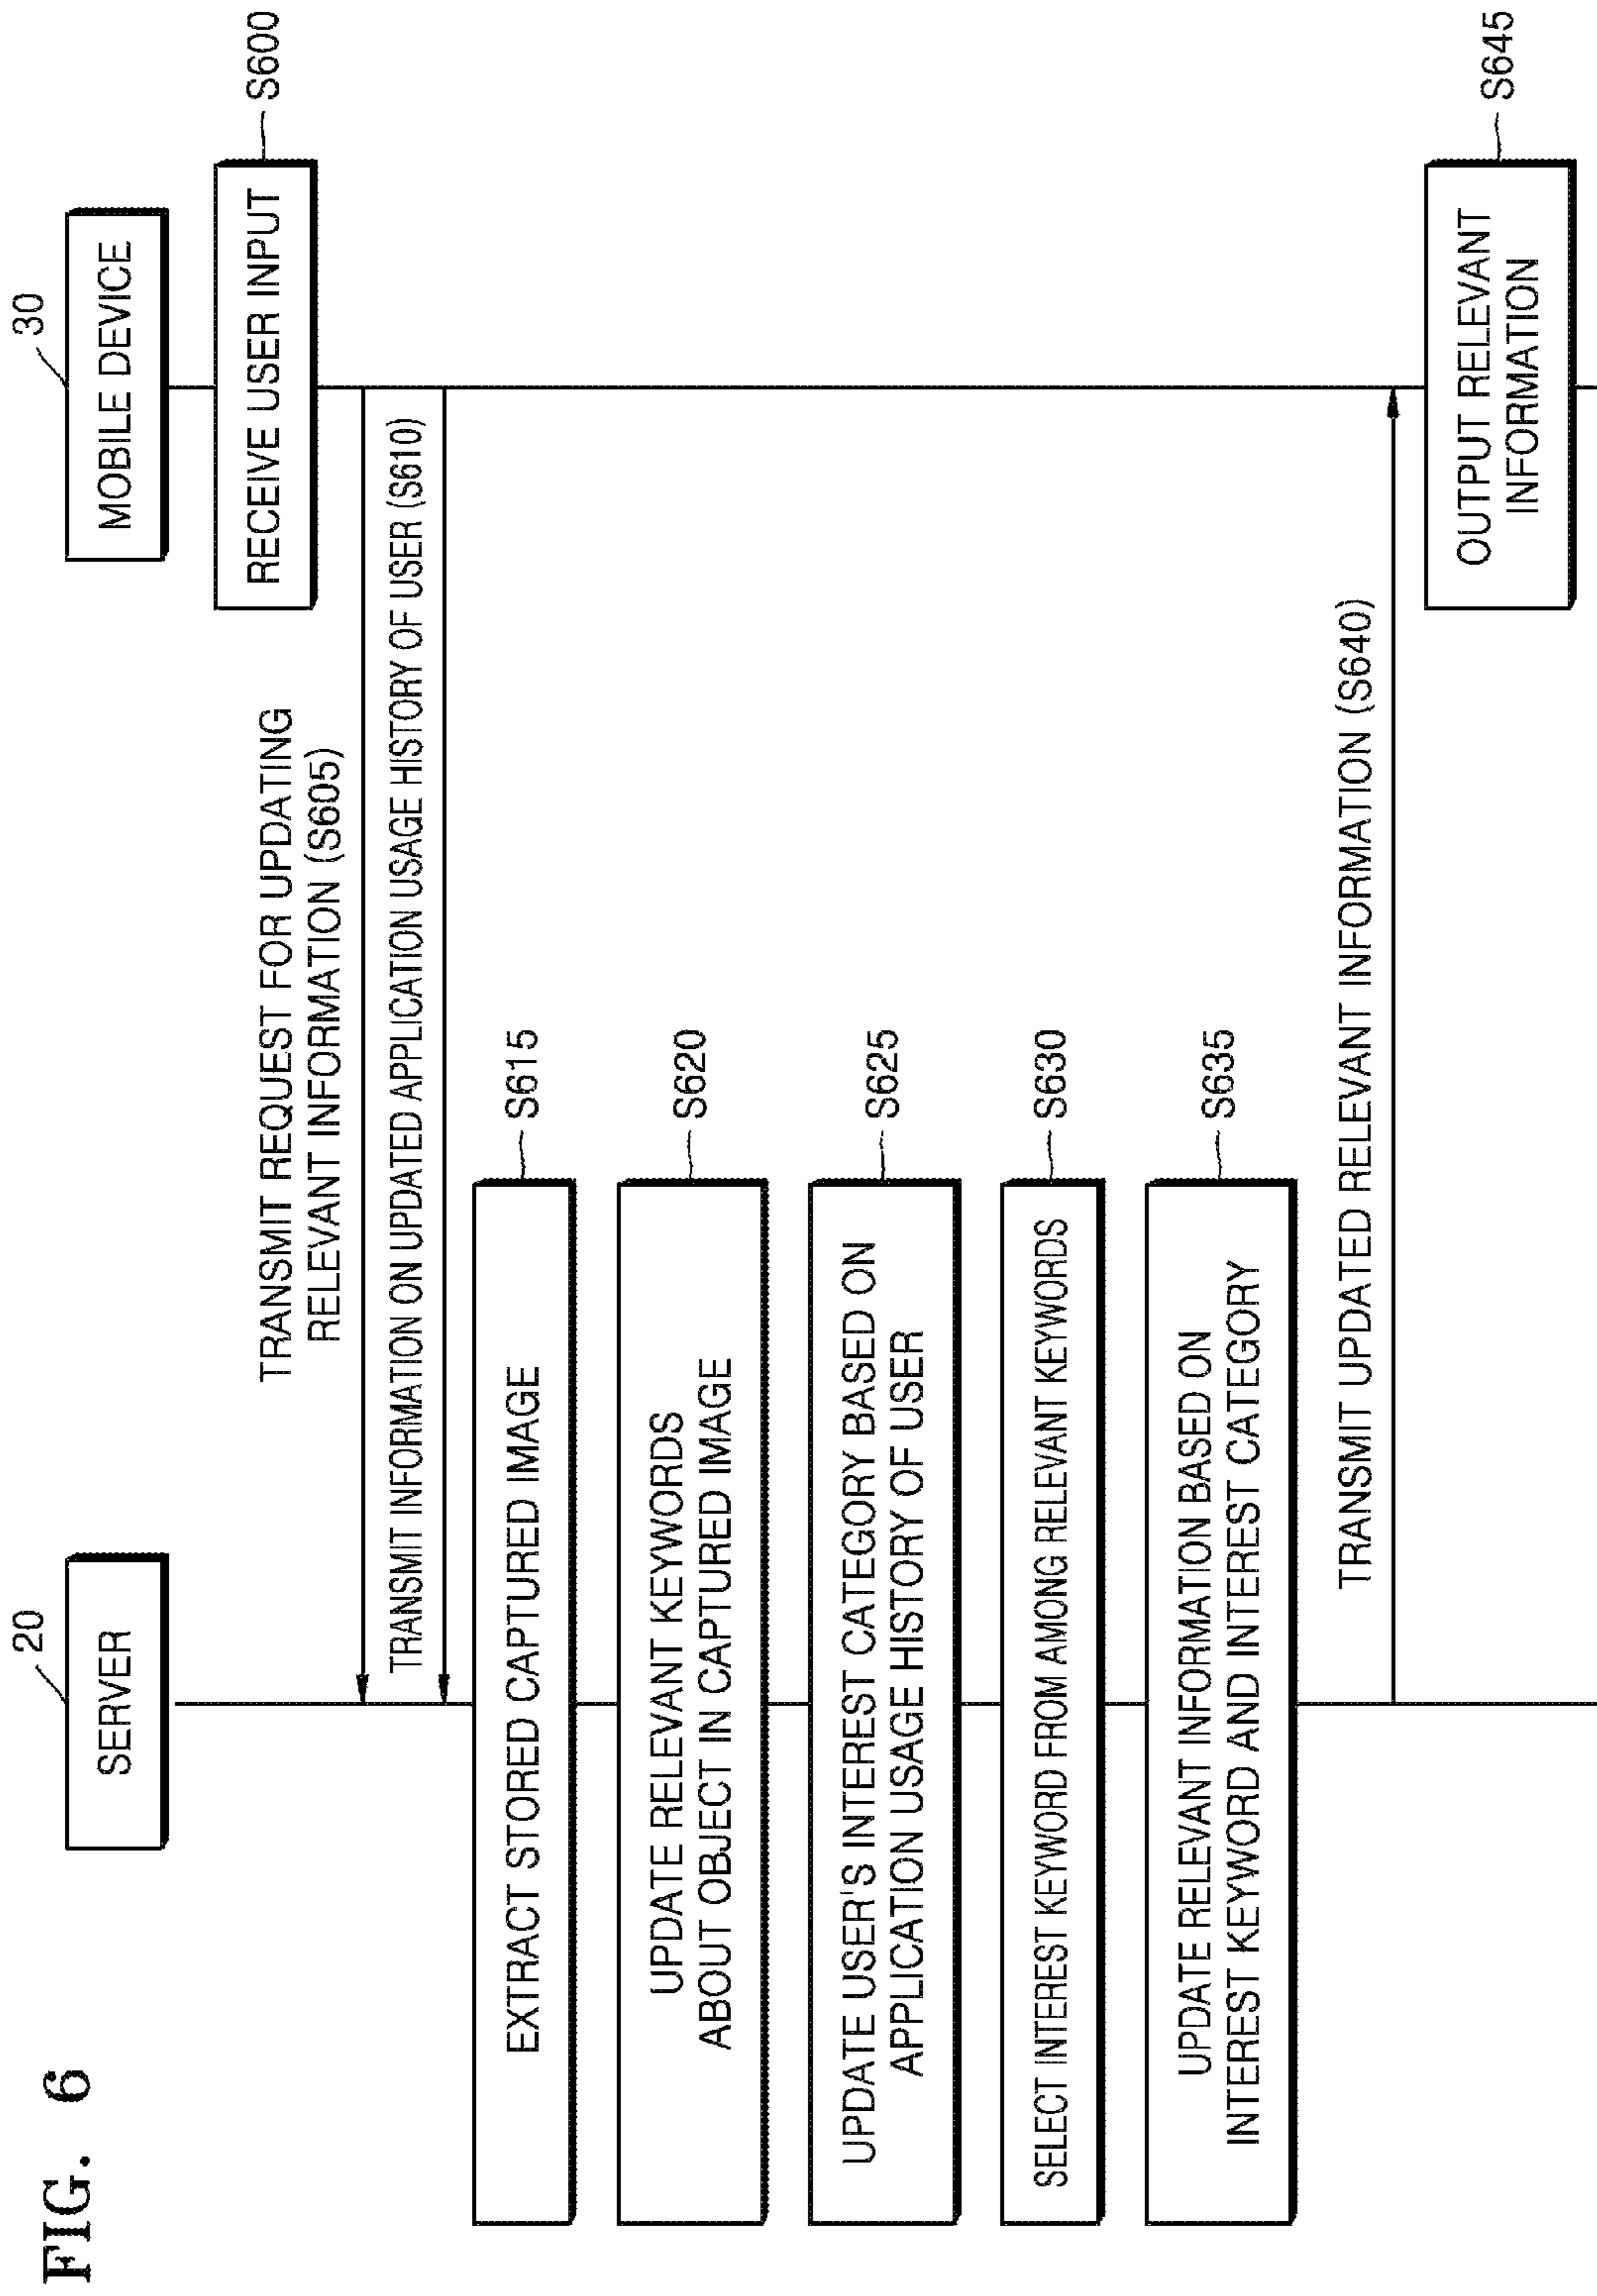 FIG. 6
20
SERVER
30
MOBILE DEVICE
RECEIVE USER INPUT
S600
TRANSMIT REQUEST FOR UPDATING
RELEVANT INFORMATION (S605)
TRANSMIT INFORMATION ON UPDATED APPLICATION USAGE HISTORY OF USER (S610)
EXTRACT STORED CAPTURED IMAGE
S615
UPDATE RELEVANT KEYWORDS
ABOUT OBJECT IN CAPTURED IMAGE
S620
UPDATE USER'S INTEREST CATEGORY BASED ON
APPLICATION USAGE HISTORY OF USER
S625
SELECT INTEREST KEYWORD FROM AMONG RELEVANT KEYWORDS
S630
UPDATE RELEVANT INFORMATION BASED ON
INTEREST KEYWORD AND INTEREST CATEGORY
S635
TRANSMIT UPDATED RELEVANT INFORMATION (S640)
OUTPUT RELEVANT
INFORMATION
S645